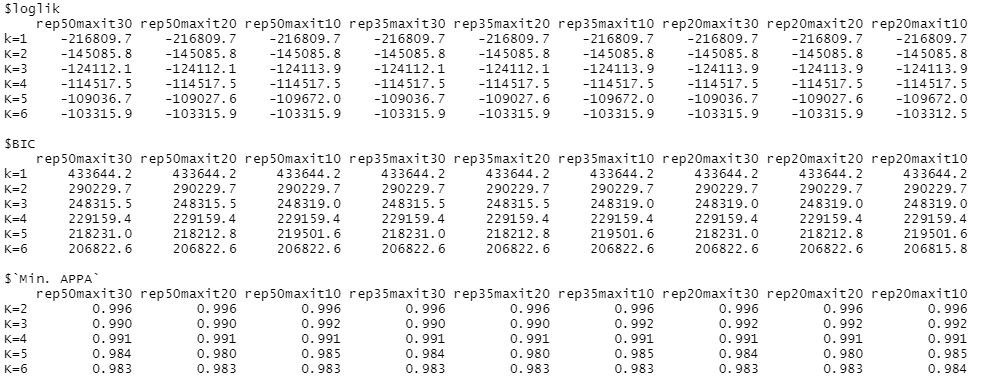 $loglik
rep50maxit30 rep50maxit20 rep50maxit10 rep35maxit30 rep35maxit20 rep35maxit10 rep20maxit30 rep20maxit20 rep20maxit10
k=1 -216809.7 -216809.7 -216809.7 -216809.7 -216809.7 -216809.7 -216809.7 -216809.7 -216809.7
K=2 -145085.8 -145085.8 -145085.8 -145085.8 -145085.8 -145085.8 -145085.8 -145085.8 -145085.8
K=3 -124112.1 -124112.1 -124113.9 -124112.1 -124112.1 -124113.9 -124113.9 -124113.9 -124113.9
K=4 -114517.5 -114517.5 -114517.5 -114517.5 -114517.5 -114517.5 -114517.5 -114517.5 -114517.5
K=5 -109036.7 -109027.6 -109672.0 -109036.7 -109027.6 -109672.0 -109036.7 -109027.6 -109672.0
K=6 -103315.9 -103315.9 -103315.9 -103315.9 -103315.9 -103315.9 -103315.9 -103315.9 -103312.5
$BIC
rep50maxit30 rep50maxit20 rep50maxit10 rep35maxit30 rep35maxit20 rep35maxit10 rep20maxit30 rep20maxit20 rep20maxit10
k=1 433644.2 433644.2 433644.2 433644.2 433644.2 433644.2 433644.2 433644.2 433644.2
K=2 290229.7 290229.7 290229.7 290229.7 290229.7 290229.7 290229.7 290229.7 290229.7
K=3 248315.5 248315.5 248319.0 248315.5 248315.5 248319.0 248319.0 248319.0 248319.0
K=4 229159.4 229159.4 229159.4 229159.4 229159.4 229159.4 229159.4 229159.4 229159.4
K=5 218231.0 218212.8 219501.6 218231.0 218212.8 219501.6 218231.0 218212.8 219501.6
K=6 206822.6 206822.6 206822.6 206822.6 206822.6 206822.6 206822.6 206822.6 206815.8
$`Min. APPA`
rep50maxit30 rep50maxit20 rep50maxit10 rep35maxit30 rep35maxit20 rep35maxit10 rep20maxit30 rep20maxit20 rep20maxit10
K=2 0.996 0.996 0.996 0.996 0.996 0.996 0.996 0.996 0.996
K=3 0.990 0.990 0.992 0.990 0.990 0.992 0.992 0.992 0.992
K=4 0.991 0.991 0.991 0.991 0.991 0.991 0.991 0.991 0.991
K=5 0.984 0.980 0.985 0.984 0.980 0.985 0.984 0.980 0.985
K=6 0.983 0.983 0.983 0.983 0.983 0.983 0.983 0.983 0.984